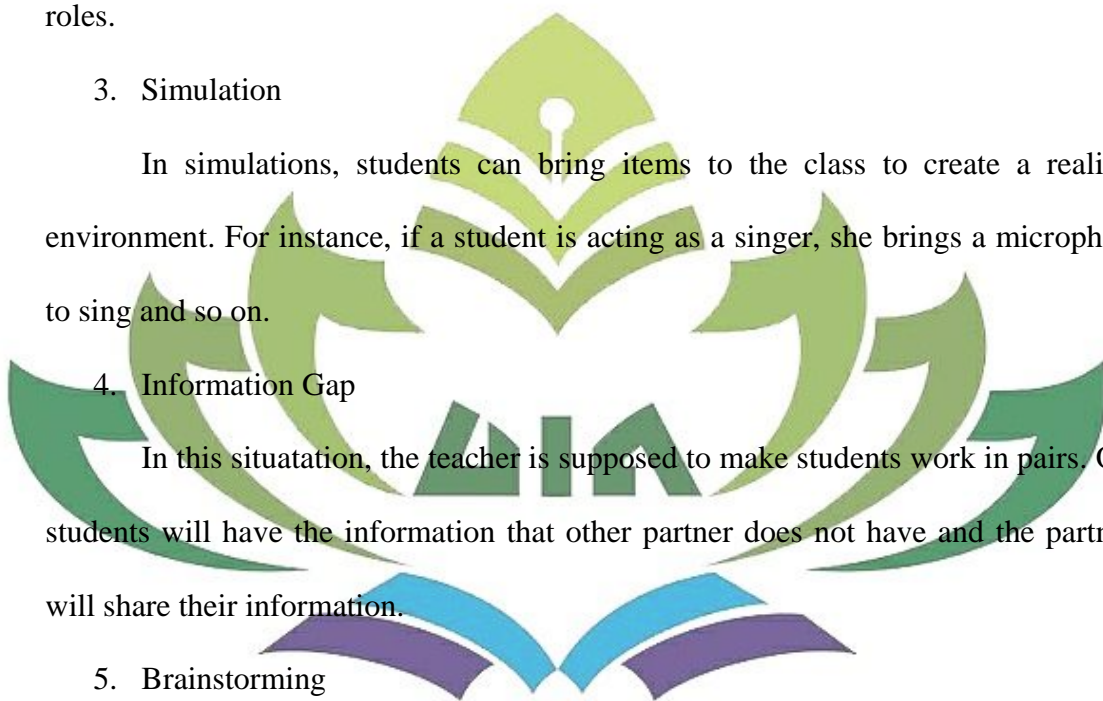 roles.
3. Simulation
In simulations, students can bring items to the class to create a reali
environment. For instance, if a student is acting as a singer, she brings a microph
to sing and so on.
4. Information Gap
UIN
In this situatation, the teacher is supposed to make students work in pairs. O
students will have the information that other partner does not have and the partn
will share their information.
5. Brainstorming